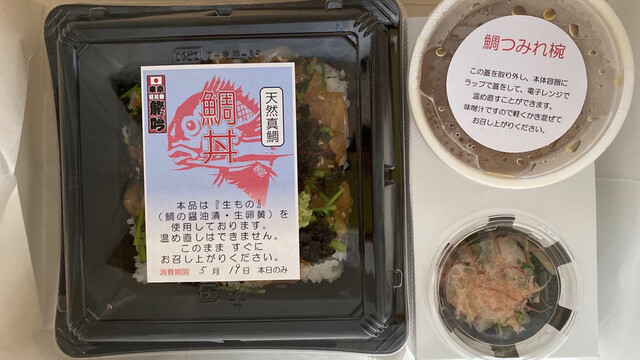 東京
紫吟
鯛丼
天然真鯛
本品は『生もの』
(鯛の醤油漬・生卵黄)を
使用しております。
温め直しはできません。
このまま すぐに
お召し上がりください。
消費期限 5月 19日 本日のみ
鯛つみれ椀
この蓋を取り外し、本体容器に
ラップで蓋をして、電子レンジで
温め直すことができます。
味噌汁ですので軽くかき混ぜて
お召し上がりください。